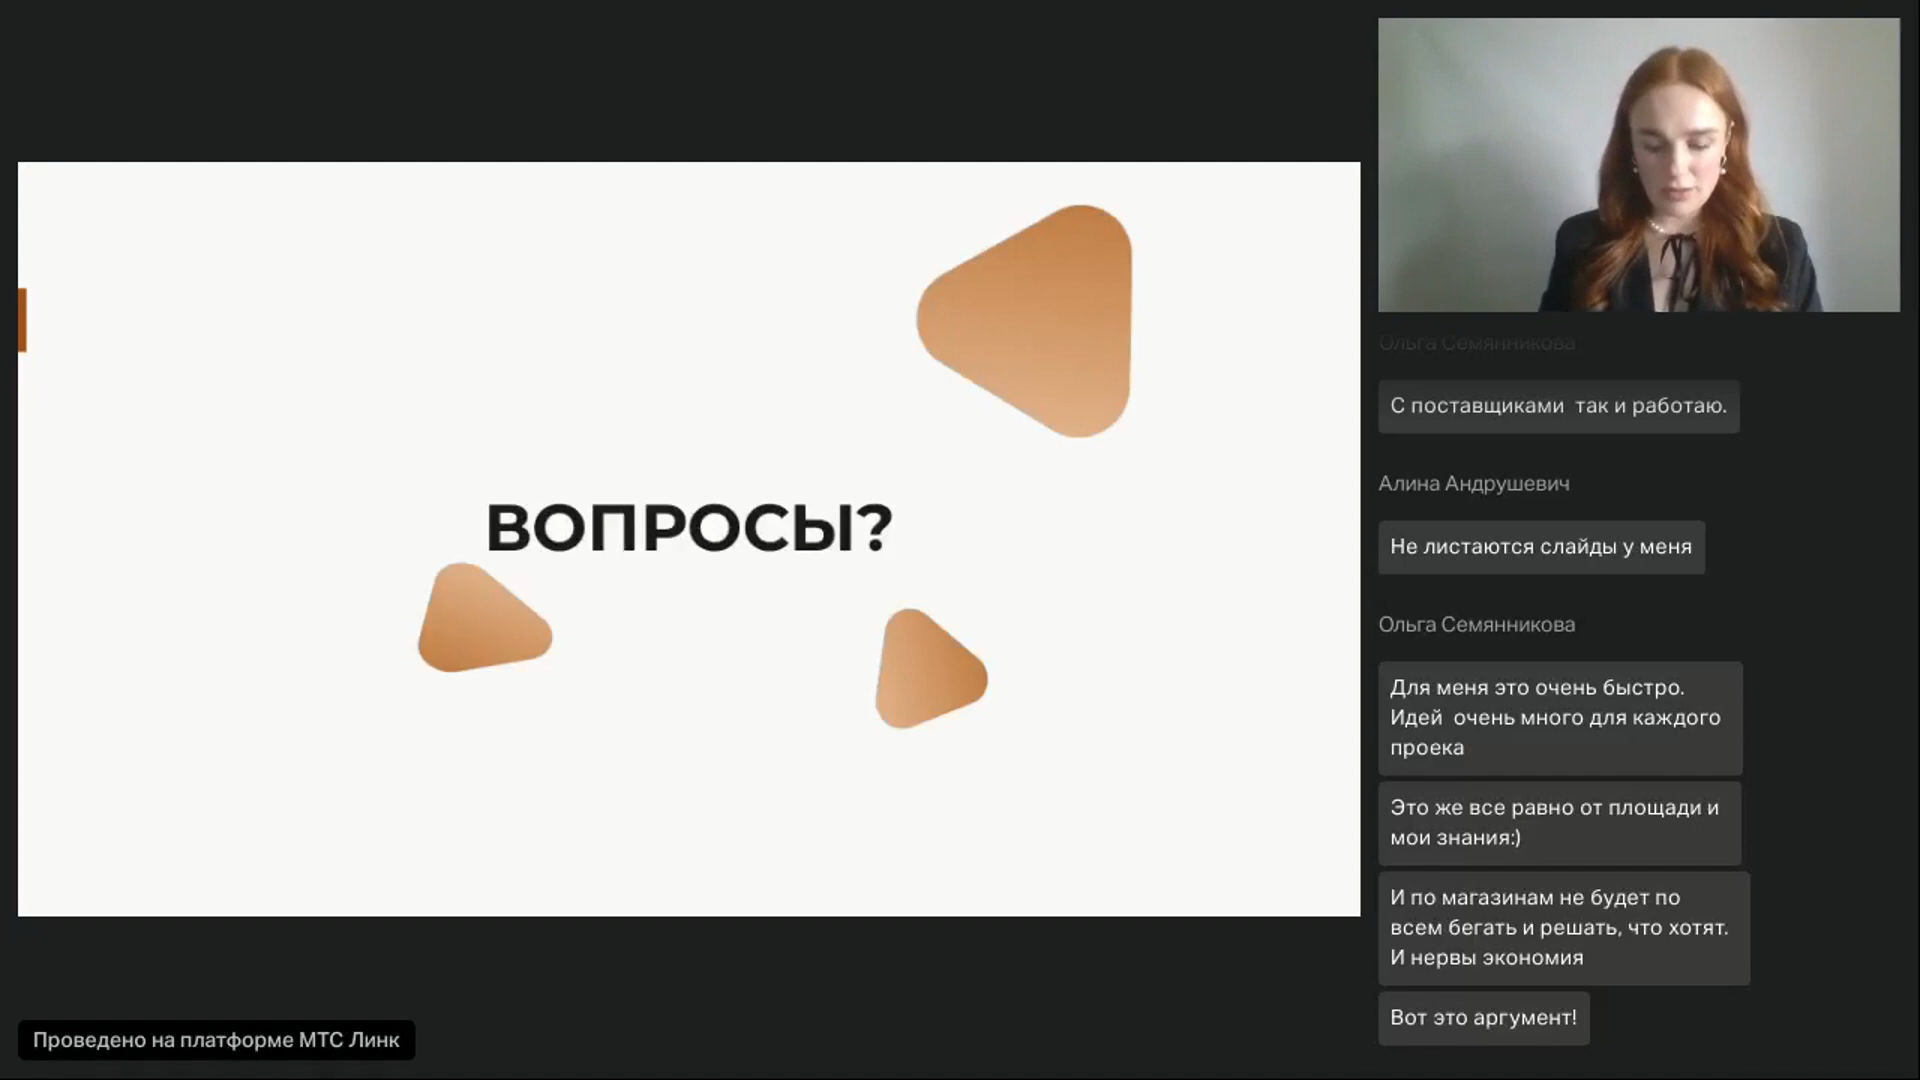 ВОПРОСЫ?
Ольга Семянникова
С поставщиками  так и работаю.
Алина Андрушевич
Не листаются слайды у меня
Ольга Семянникова
Для меня это очень быстро.
Идей  очень много для каждого
проека
Это же все равно от площади и
мои знания:)
И по магазинам не будет по
всем бегать и решать, что хотят.
И нервы экономия
Вот это аргумент!
Проведено на платформе МТС Линк